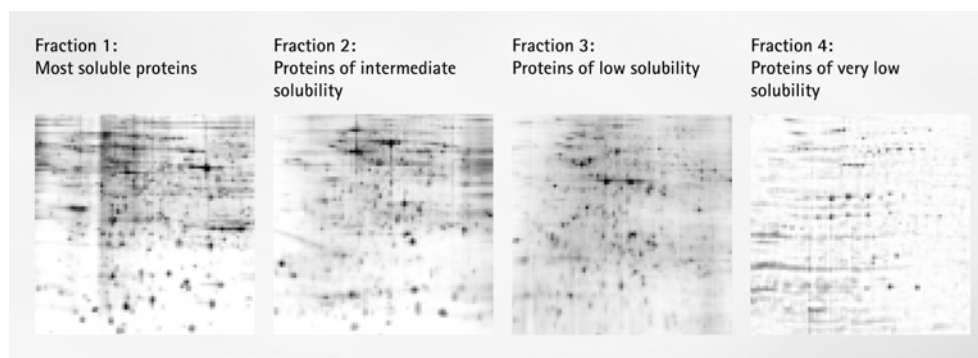 Fraction 1:
Most soluble proteins
Fraction 2:
Proteins of intermediate
solubility
Fraction 3:
Proteins of low solubility
Fraction 4:
Proteins of very low
solubility